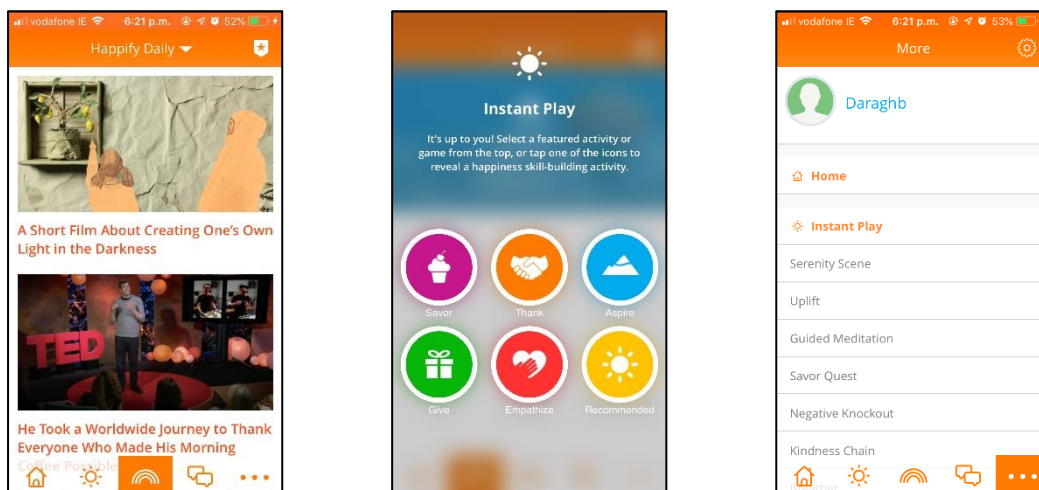 vodafone IE 6:21 p.m. 52%
Happify Daily
A Short Film About Creating One's Own
Light in the Darkness
TED
He Took a Worldwide Journey to Thank
Everyone Who Made His Morning
Coffee Possible
Instant Play
It's up to you! Select a featured activity or
game from the top, or tap one of the icons to
reveal a happiness skill-building activity.
Savor Thank Aspire
Give Empathize Recommended
vodafone IE 6:21 p.m. 53%
More
Daraghb
Home
Instant Play
Serenity Scene
Uplift
Guided Meditation
Savor Quest
Negative Knockout
Kindness Chain